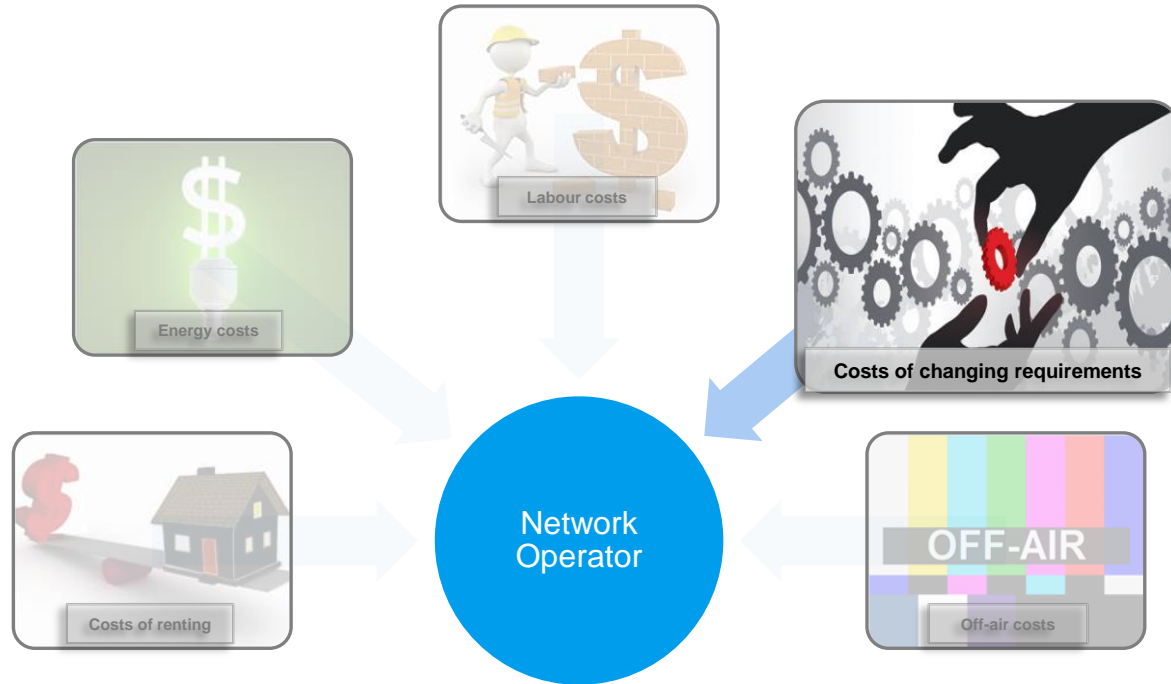 Labour costs
Energy costs
Costs of changing requirements
Network
Operator
OFF-AIR
Costs of renting
Off-air costs